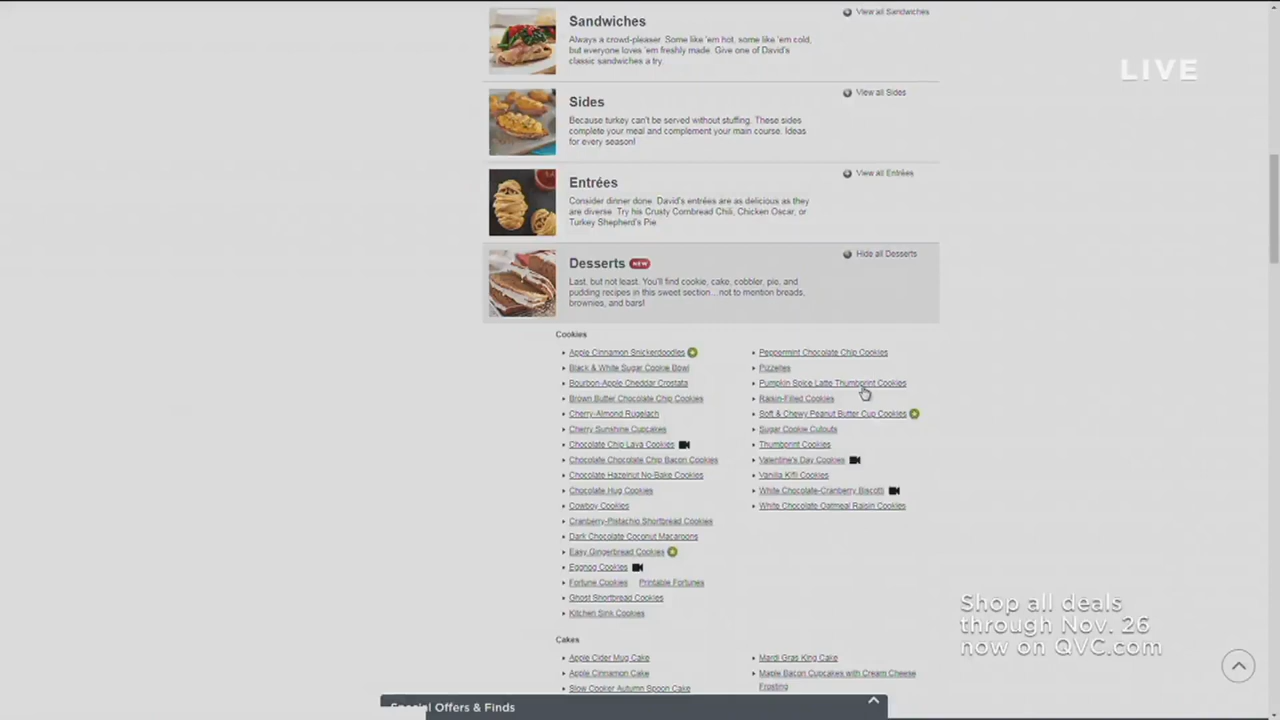 Sandwiches
View all Sandwiches
Always a crowd-pleaser. Some like 'em hot, some like 'em cold,
but everyone loves 'em freshly made. Give one of David's
classic sandwiches a try.
LIVE
Sides
View all Sides
Because turkey can't be served without stuffing. These sides
complete your meal and complement your main course. Ideas
for every season!
Entrées
View all Entrées
Consider dinner done. David's entrées are as delicious as they
are diverse. Try his Crusty Cornbread Chili, Chicken Oscar, or
Turkey Shepherd's Pie.
Desserts NEW
Hide all Desserts
Last, but not least. You'll find cookie, cake, cobbler, pie, and
pudding recipes in this sweet section... not to mention breads,
brownies, and bars!
Cookies
Apple Cinnamon Snickerdoodles
Black & White Sugar Cookie Bowl
Bourbon-Apple Cheddar Crostata
Brown Butter Chocolate Chip Cookies
Cherry-Almond Rugelach
Cherry Sunshine Cupcakes
Chocolate Chip Lava Cookies
Chocolate Chocolate Chip Bacon Cookies
Chocolate Hazelnut No-Bake Cookies
Chocolate Hug Cookies
Cowboy Cookies
Cranberry-Pistachio Shortbread Cookies
Dark Chocolate Coconut Macaroons
Easy Gingerbread Cookies
Eggnog Cookies
Fortune Cookies Printable Fortunes
Ghost Shortbread Cookies
Kitchen Sink Cookies
Peppermint Chocolate Chip Cookies
Pizzelles
Pumpkin Spice Latte Thumbprint Cookies
Raisin-Filled Cookies
Soft & Chewy Peanut Butter Cup Cookies
Sugar Cookie Cutouts
Thumbprint Cookies
Valentine's Day Cookies
Vanilla Kifli Cookies
White Chocolate-Cranberry Biscotti
White Chocolate Oatmeal Raisin Cookies
Cakes
Apple Cider Mug Cake
Apple Cinnamon Cake
Slow Cooker Autumn Spoon Cake
Mardi Gras King Cake
Maple Bacon Cupcakes with Cream Cheese
Frosting
Shop all deals
through Nov. 26
now on QVC.com
Special Offers & Finds